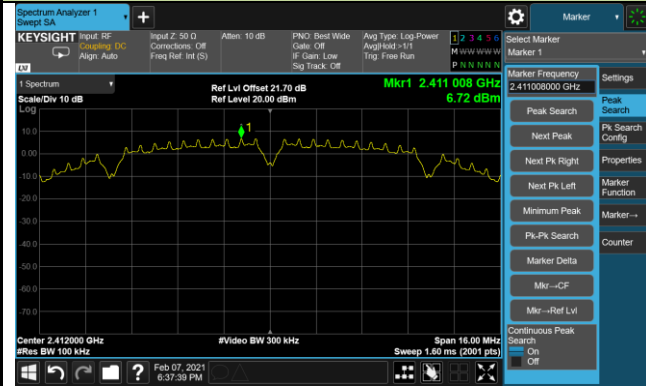 Spectrum Analyzer 1
Swept SA
Marker
KEYSIGHT
Input: RF
Coupling: DC
Align: Auto
Input Z: 50 Ω
Corrections: Off
Freq Ref: Int (S)
Atten: 10 dB
PNO: Best Wide
Gate: Off
IF Gain: Low
Sig Track: Off
Avg Type: Log-Power
Avg|Hold:>1/1
Trig: Free Run
1 2 3 4 5 6
M W W W W W
P N N N N N
LXI
Select Marker
Marker 1
1 Spectrum
Scale/Div 10 dB
Log
Ref Lvl Offset 21.70 dB
Ref Level 20.00 dBm
Mkr1 2.411 008 GHz
6.72 dBm
1
10.0
0.00
-10.0
-20.0
-30.0
-40.0
-50.0
-60.0
-70.0
Center 2.412000 GHz
#Res BW 100 kHz
#Video BW 300 kHz
Span 16.00 MHz
Sweep 1.60 ms (2001 pts)
Feb 07, 2021
6:37:39 PM
Marker Frequency
2.411008000 GHz
Peak Search
Next Peak
Next Pk Right
Next Pk Left
Minimum Peak
Pk-Pk Search
Marker Delta
Mkr→CF
Mkr→Ref Lvl
Continuous Peak
Search
On
Off
Settings
Peak
Search
Pk Search
Config
Properties
Marker
Function
Marker→
Counter